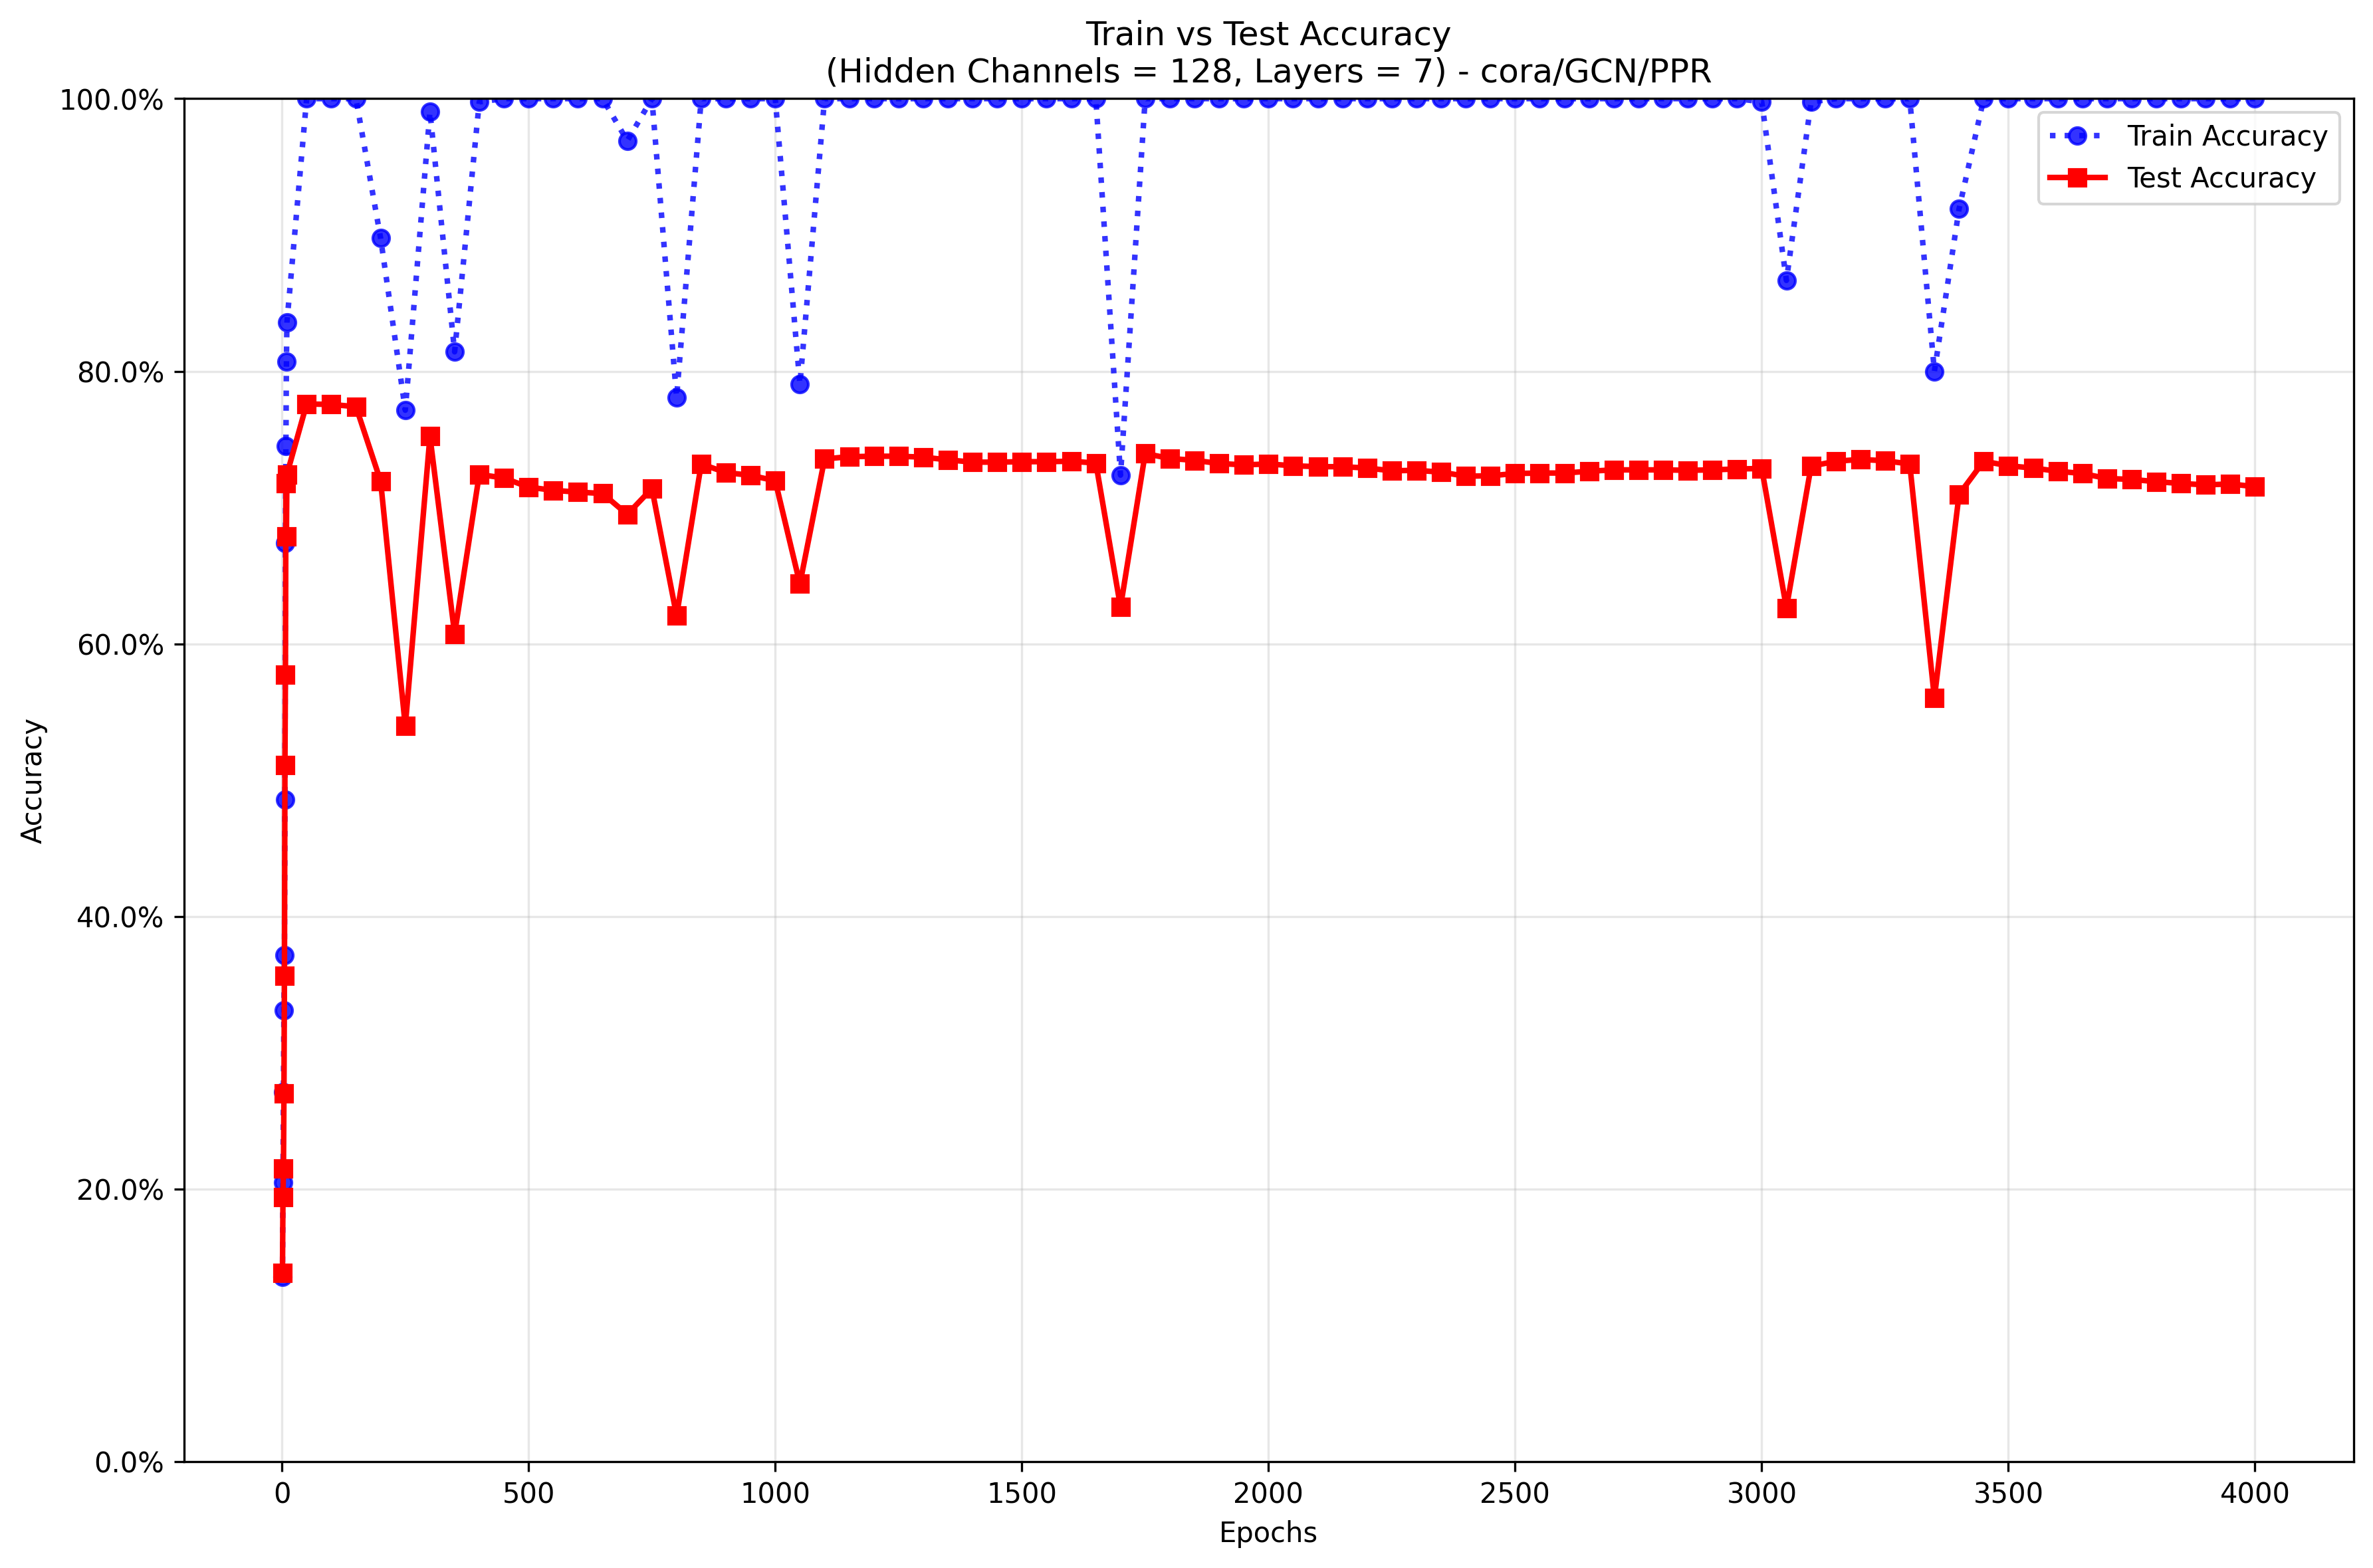 Train vs Test Accuracy
(Hidden Channels = 128, Layers = 7) - cora/GCN/PPR
100.0%
80.0%
60.0%
40.0%
20.0%
0.0%
Accuracy
Train Accuracy
Test Accuracy
0 500 1000 1500 2000 2500 3000 3500 4000
Epochs